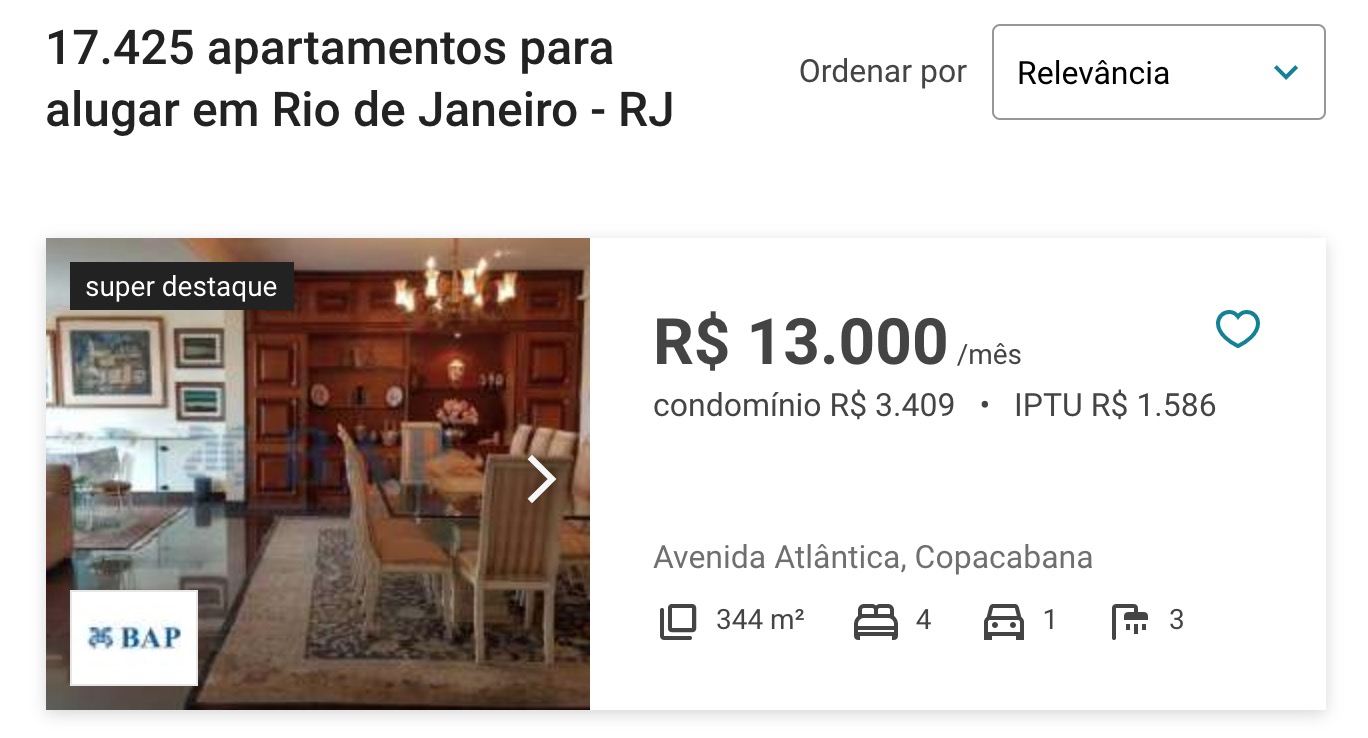 17.425 apartamentos para
alugar em Rio de Janeiro - RJ
Ordenar por
Relevância
super destaque
BAP
BAP
R$ 13.000 /mês
condomínio R$ 3.409 • IPTU R$ 1.586
Avenida Atlântica, Copacabana
344 m² 4 1 3